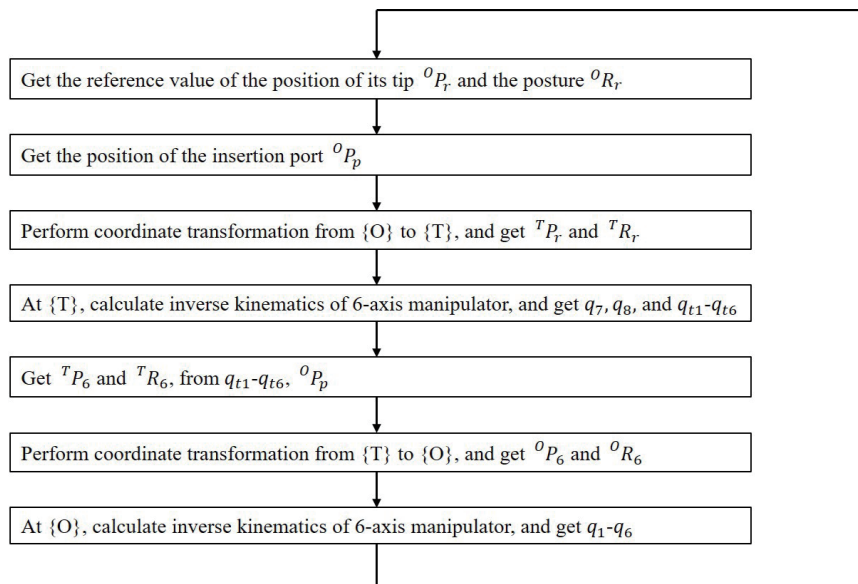 Get the reference value of the position of its tip ᴼPᵣ and the posture ᴼRᵣ
Get the position of the insertion port ᴼPₚ
Perform coordinate transformation from {O} to {T}, and get ᵀPᵣ and ᵀRᵣ
At {T}, calculate inverse kinematics of 6-axis manipulator, and get q₇, q₈, and qₜ₁-qₜ₆
Get ᵀP₆ and ᵀR₆, from qₜ₁-qₜ₆, ᴼPₚ
Perform coordinate transformation from {T} to {O}, and get ᴼP₆ and ᴼR₆
At {O}, calculate inverse kinematics of 6-axis manipulator, and get q₁-q₆